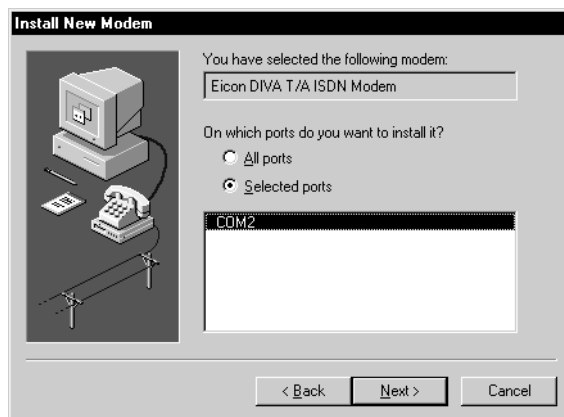 Install New Modem
You have selected the following modem:
Eicon DIVA T/A ISDN Modem
On which ports do you want to install it?
All ports
Selected ports
COM2
< Back
Next >
Cancel